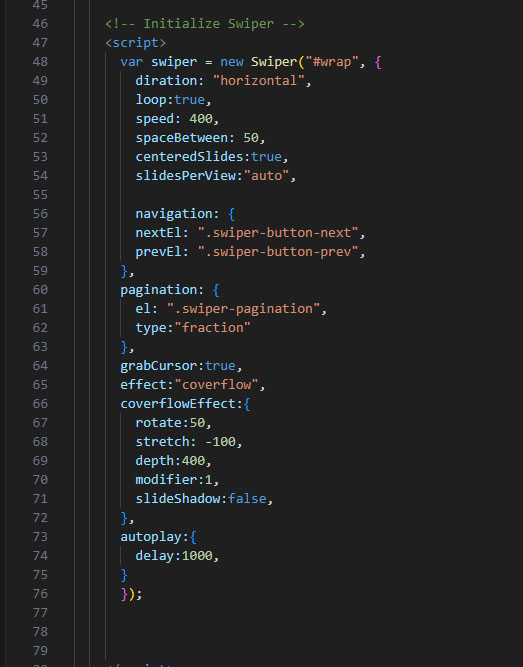 45
46 <!-- Initialize Swiper -->
47 <script>
48 var swiper = new Swiper("#wrap", {
49 diration: "horizontal",
50 loop:true,
51 speed: 400,
52 spaceBetween: 50,
53 centeredSlides:true,
54 slidesPerView:"auto",
55
56 navigation: {
57 nextEl: ".swiper-button-next",
58 prevEl: ".swiper-button-prev",
59 },
60 pagination: {
61 el: ".swiper-pagination",
62 type:"fraction"
63 },
64 grabCursor:true,
65 effect:"coverflow",
66 coverflowEffect:{
67 rotate:50,
68 stretch: -100,
69 depth:400,
70 modifier:1,
71 slideShadow:false,
72 },
73 autoplay:{
74 delay:1000,
75 }
76 });
77
78
79